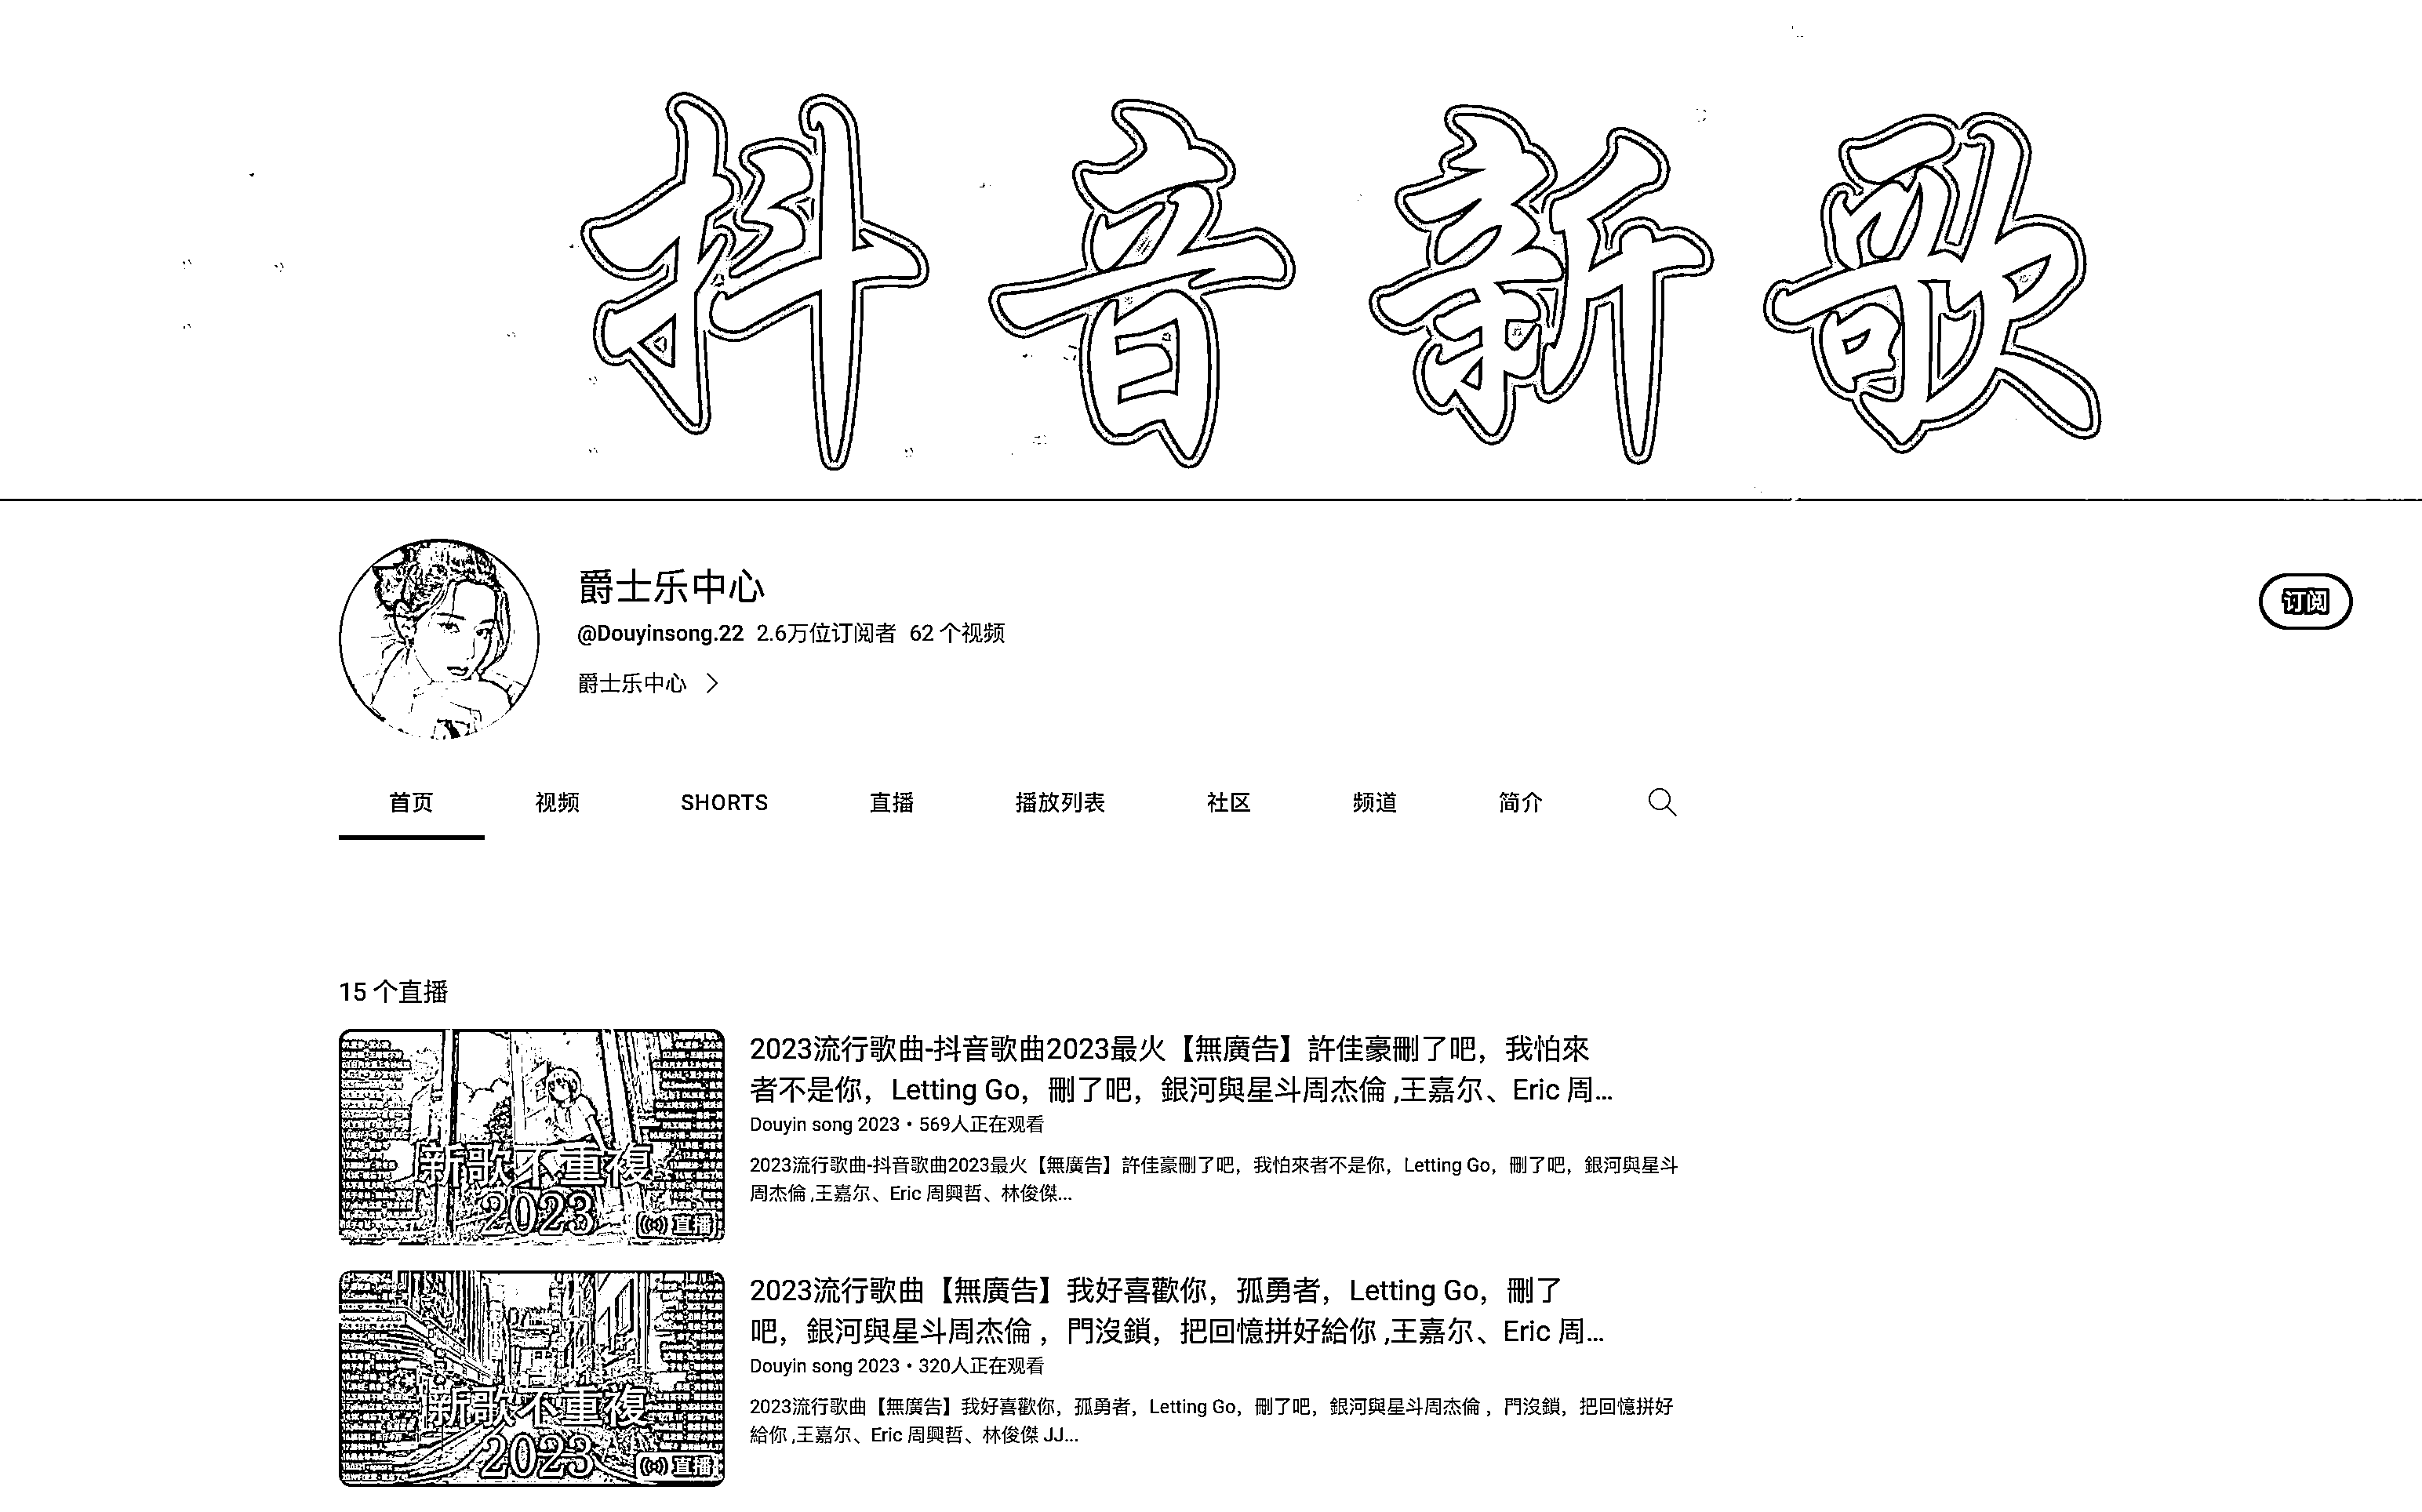 抖音新歌
爵士乐中心
@Douyinsong.22 2.6万位订阅者 62 个视频
爵士乐中心
订阅
首页 视频 SHORTS 直播 播放列表 社区 频道 简介
15 个直播
新歌不重複
2023
直播
2023流行歌曲-抖音歌曲2023最火【無廣告】許佳豪刪了吧，我怕來
者不是你，Letting Go，刪了吧，銀河與星斗周杰倫 ,王嘉尔、Eric 周...
Douyin song 2023 • 569人正在观看
2023流行歌曲-抖音歌曲2023最火【無廣告】許佳豪刪了吧，我怕來者不是你，Letting Go，刪了吧，銀河與星斗
周杰倫 ,王嘉尔、Eric 周興哲、林俊傑...
新歌不重複
2023
直播
2023流行歌曲【無廣告】我好喜歡你，孤勇者，Letting Go，刪了
吧，銀河與星斗周杰倫 ，門沒鎖，把回憶拼好給你 ,王嘉尔、Eric 周...
Douyin song 2023 • 320人正在观看
2023流行歌曲【無廣告】我好喜歡你，孤勇者，Letting Go，刪了吧，銀河與星斗周杰倫 ，門沒鎖，把回憶拼好
給你 ,王嘉尔、Eric 周興哲、林俊傑 JJ...